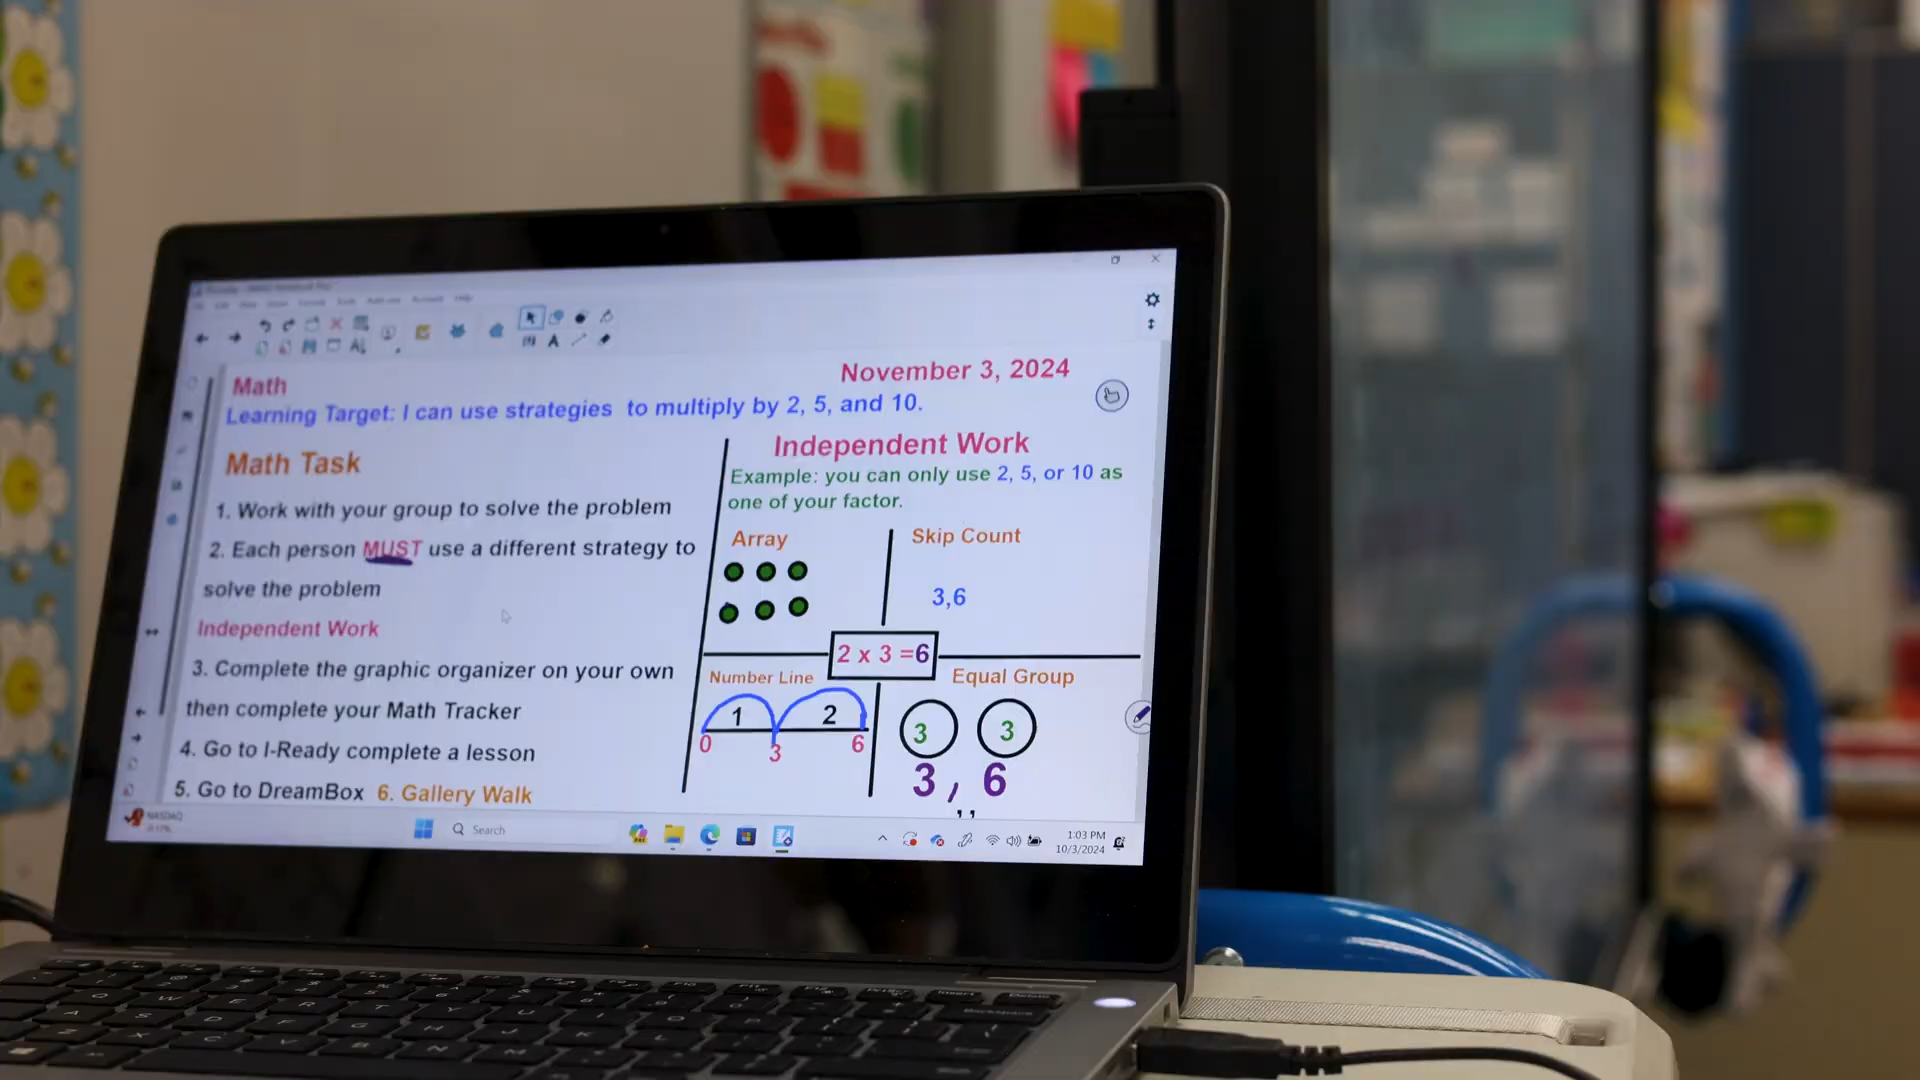 November 3, 2024
Math
Learning Target: I can use strategies to multiply by 2, 5, and 10.
Math Task
1. Work with your group to solve the problem
2. Each person MUST use a different strategy to
solve the problem
Independent Work
3. Complete the graphic organizer on your own
then complete your Math Tracker
4. Go to I-Ready complete a lesson
5. Go to DreamBox 6. Gallery Walk
Independent Work
Example: you can only use 2, 5, or 10 as
one of your factor.
Array
Skip Count
3,6
2 x 3 =6
Number Line
1 2
0 3 6
Equal Group
3 3
3, 6
NASDAQ
Search
1:03 PM
10/3/2024